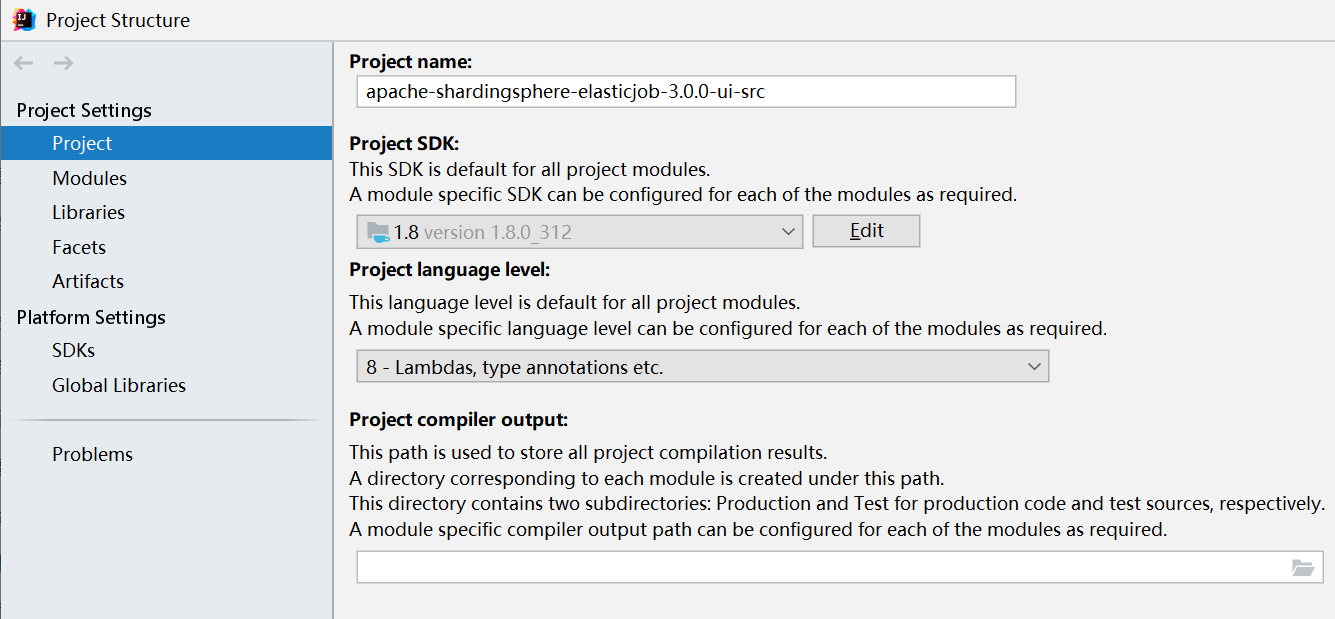 Project Structure
Project Settings
Project
Modules
Libraries
Facets
Artifacts
Platform Settings
SDKs
Global Libraries
Problems
Project name:
apache-shardingsphere-elasticjob-3.0.0-ui-src
Project SDK:
This SDK is default for all project modules.
A module specific SDK can be configured for each of the modules as required.
1.8 version 1.8.0_312
Edit
Project language level:
This language level is default for all project modules.
A module specific language level can be configured for each of the modules as required.
8 - Lambdas, type annotations etc.
Project compiler output:
This path is used to store all project compilation results.
A directory corresponding to each module is created under this path.
This directory contains two subdirectories: Production and Test for production code and test sources, respectively.
A module specific compiler output path can be configured for each of the modules as required.